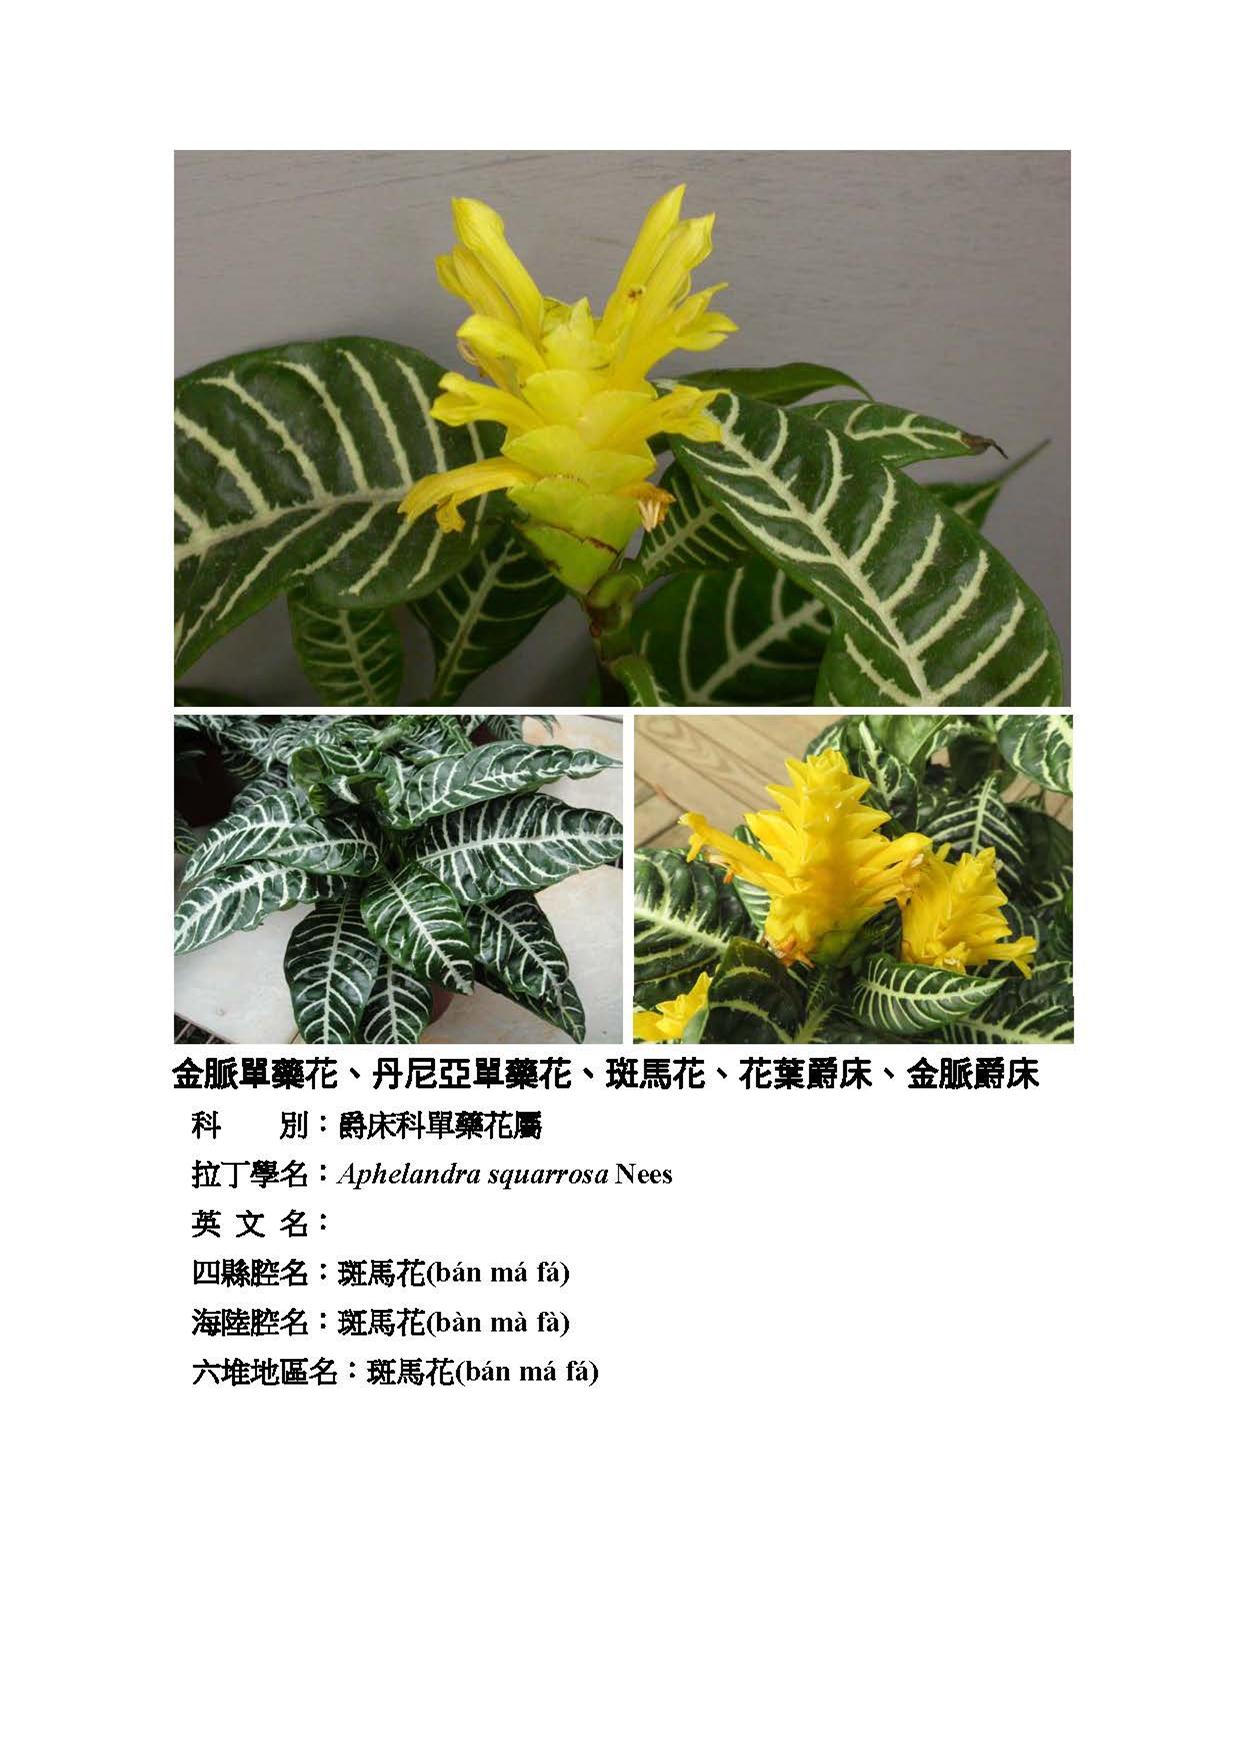 金脈單藥花、丹尼亞單藥花、斑馬花、花葉爵床、金脈爵床
科　　別：爵床科單藥花屬
拉丁學名：Aphelandra squarrosa Nees
英 文 名：
四縣腔名：斑馬花(bán má fá)
海陸腔名：斑馬花(bàn mà fà)
六堆地區名：斑馬花(bán má fá)